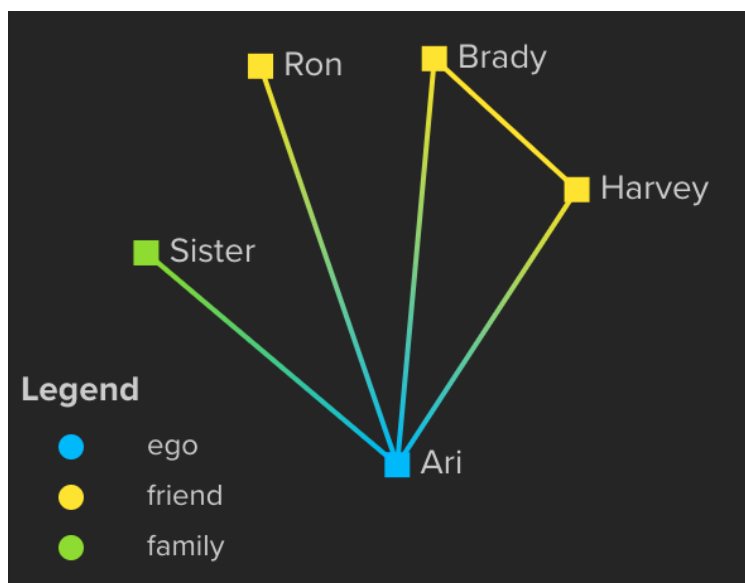 Ron
Brady
Harvey
Sister
Legend
ego
Ari
friend
family